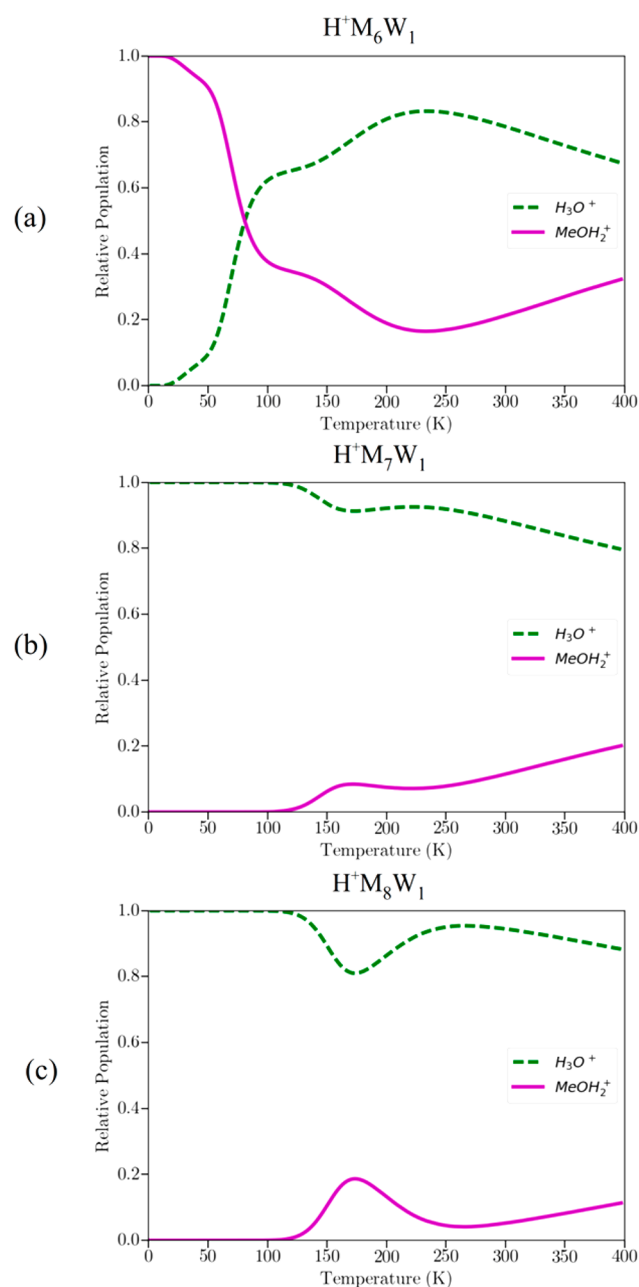 H⁺M₆W₁
(a)
Relative Population
1.0
0.8
0.6
0.4
0.2
0.0
H₃O⁺
MeOH₂⁺
0 50 100 150 200 250 300 350 400
Temperature (K)
H⁺M₇W₁
(b)
Relative Population
1.0
0.8
0.6
0.4
0.2
0.0
H₃O⁺
MeOH₂⁺
0 50 100 150 200 250 300 350 400
Temperature (K)
H⁺M₈W₁
(c)
Relative Population
1.0
0.8
0.6
0.4
0.2
0.0
H₃O⁺
MeOH₂⁺
0 50 100 150 200 250 300 350 400
Temperature (K)